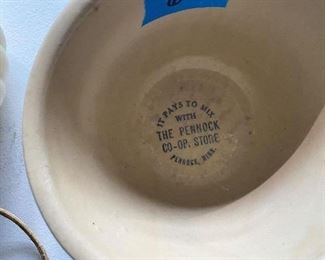 IT PAYS TO MIX
WITH
THE PENNOCK
CO-OP. STORE
PENNOCK, MINN.